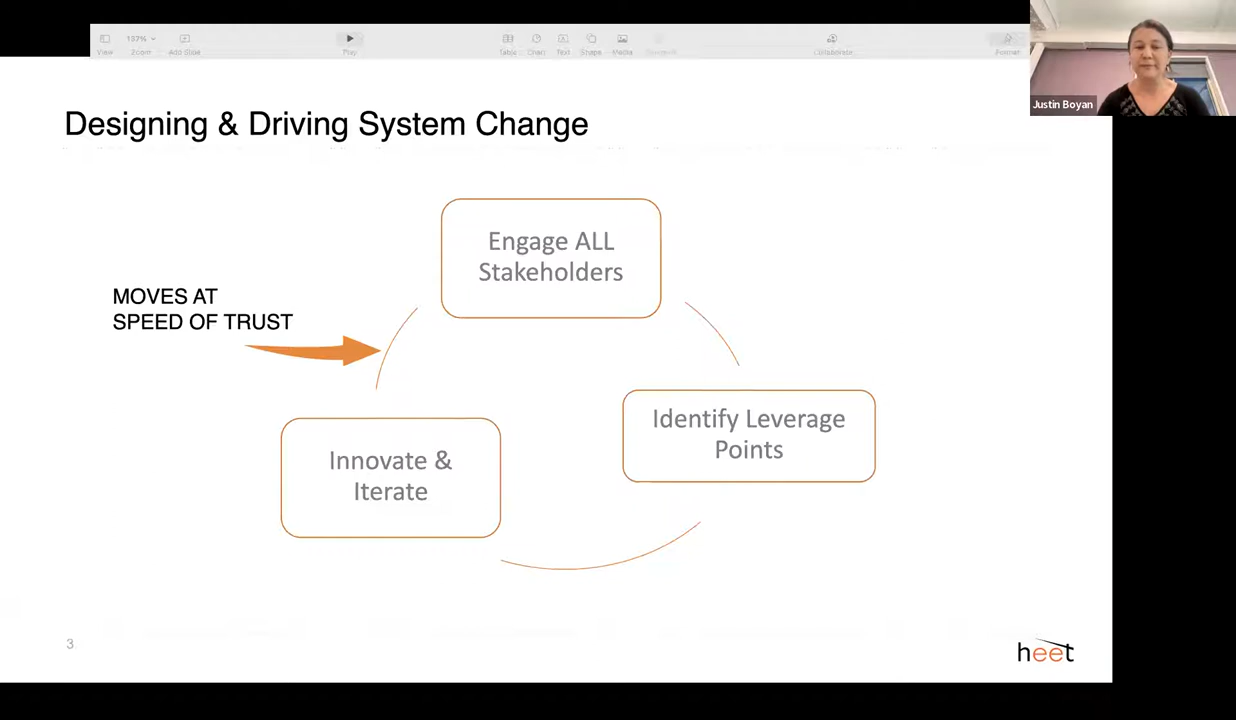 View
137%
Zoom
Add Slide
Play
Table
Chart
Text
Shape
Media
Collaborate
Format
Justin Boyan
Designing & Driving System Change
Engage ALL
Stakeholders
MOVES AT
SPEED OF TRUST
Identify Leverage
Points
Innovate &
Iterate
3
heet